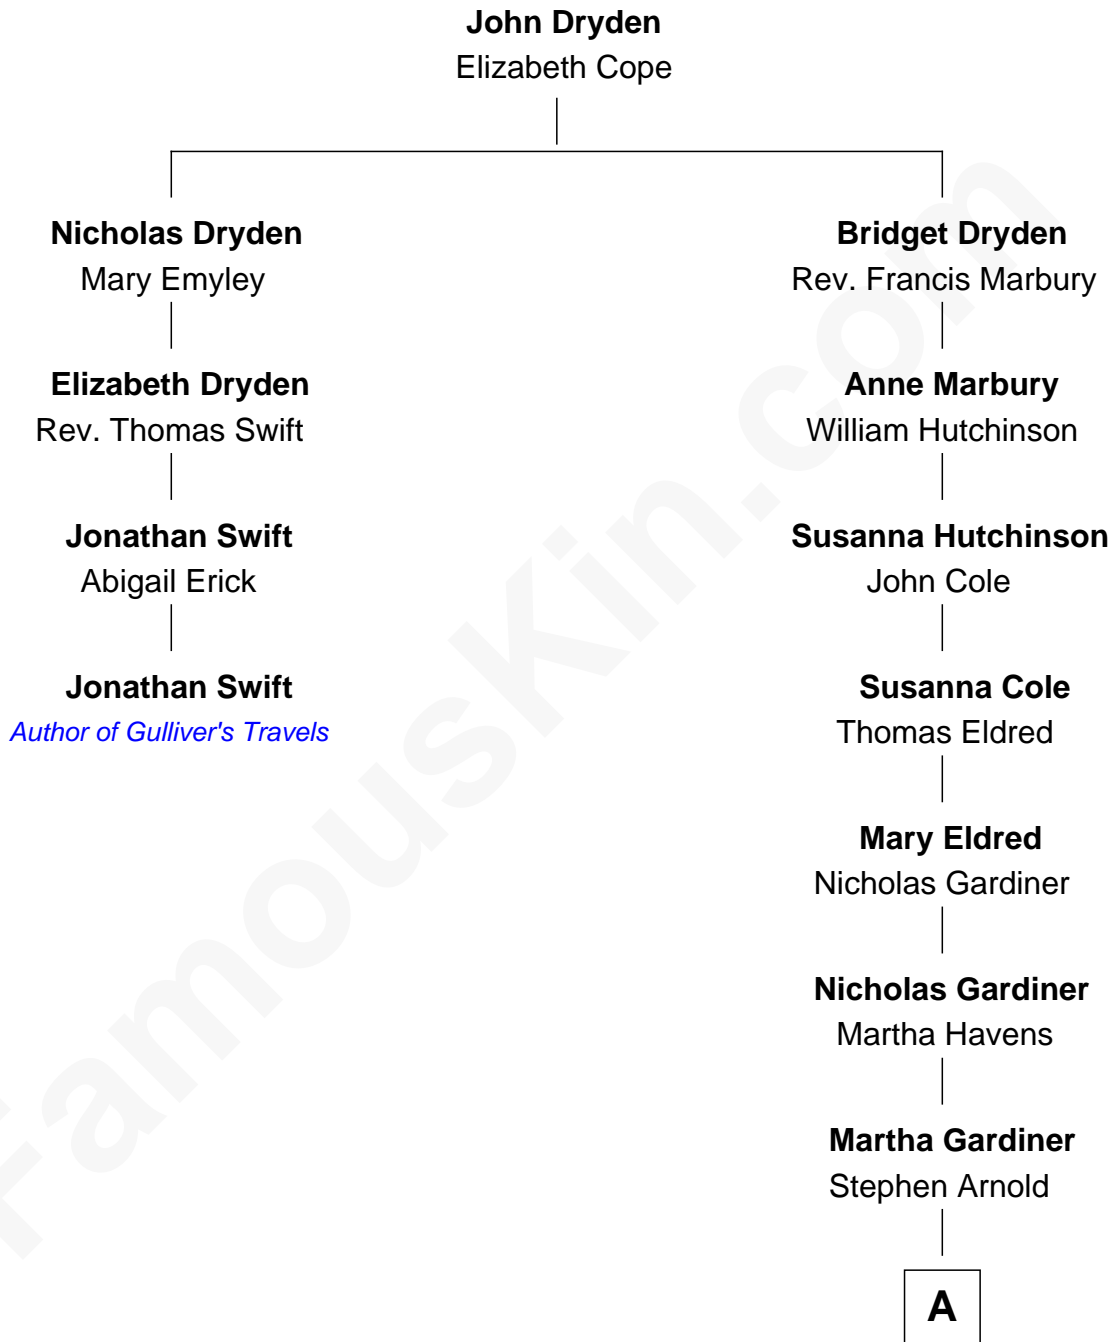 John Dryden
Elizabeth Cope
Nicholas Dryden
Mary Emyley
Elizabeth Dryden
Rev. Thomas Swift
Jonathan Swift
Abigail Erick
Jonathan Swift
Author of Gulliver's Travels
Bridget Dryden
Rev. Francis Marbury
Anne Marbury
William Hutchinson
Susanna Hutchinson
John Cole
Susanna Cole
Thomas Eldred
Mary Eldred
Nicholas Gardiner
Nicholas Gardiner
Martha Havens
Martha Gardiner
Stephen Arnold
A
FamousKin.com